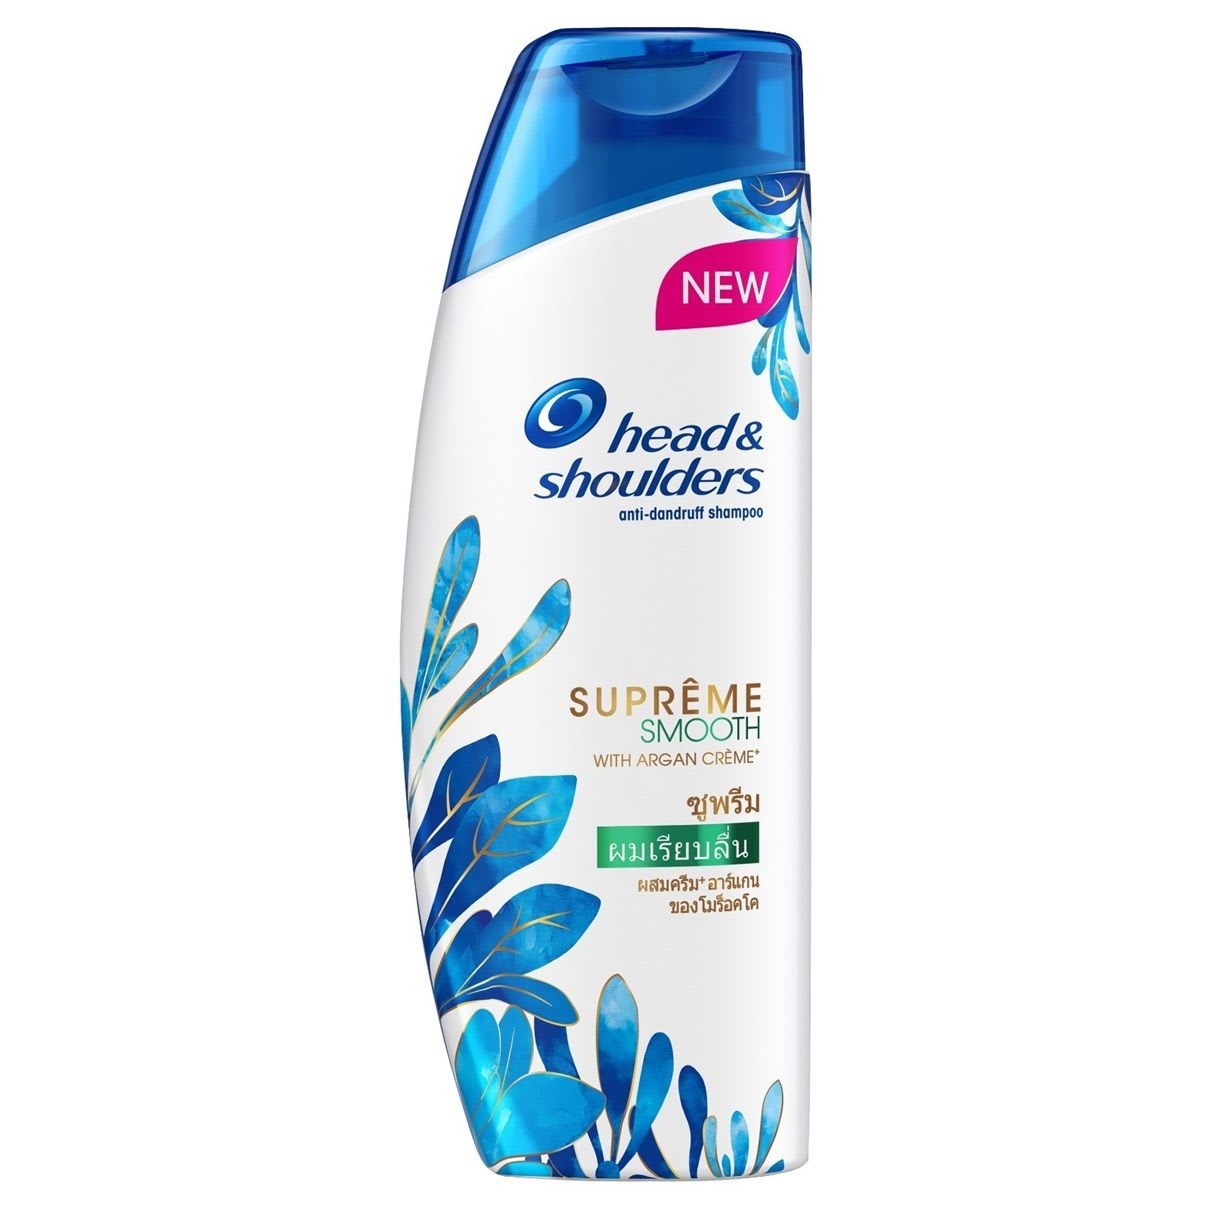 NEW
head &
shoulders
anti-dandruff shampoo
SUPRÊME
SMOOTH
WITH ARGAN CRÈME⁺
ซูพรีม
ผมเรียบลื่น
ผสมครีม⁺อาร์แกน
ของโมร็อคโค